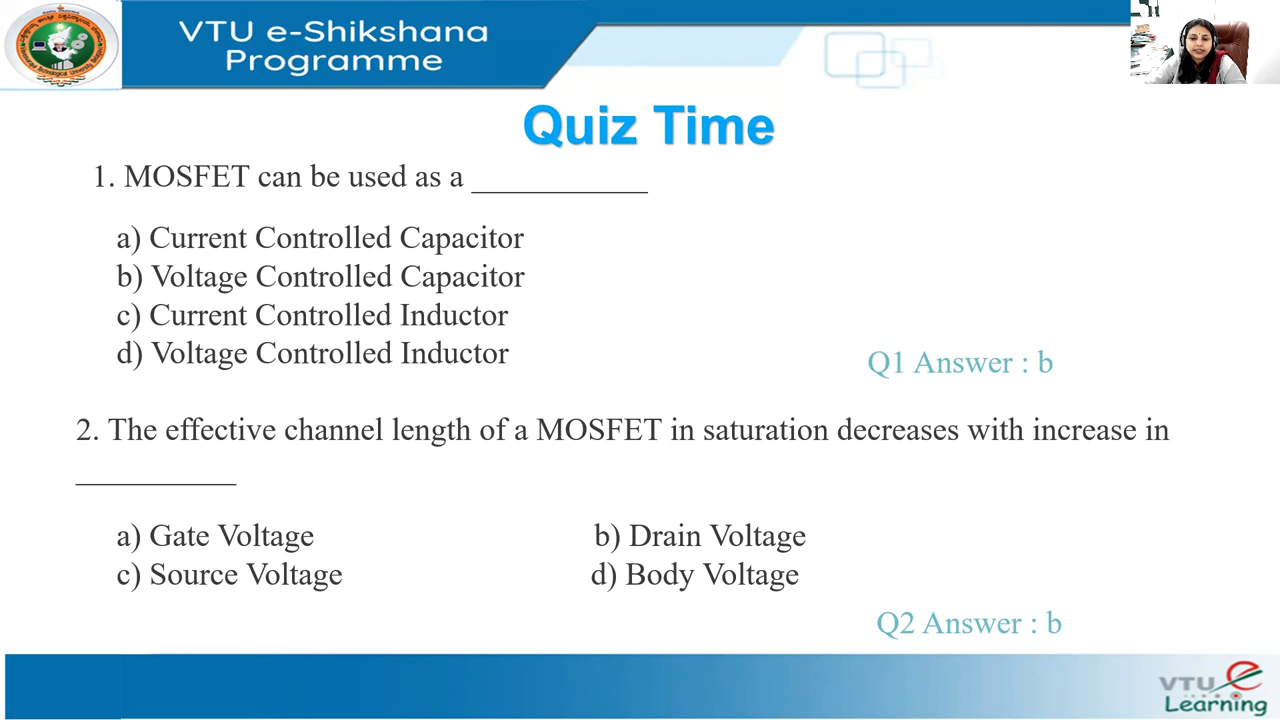 VTU e-Shikshana
Programme
Quiz Time
1. MOSFET can be used as a ___________
a) Current Controlled Capacitor
b) Voltage Controlled Capacitor
c) Current Controlled Inductor
d) Voltage Controlled Inductor
Q1 Answer : b
2. The effective channel length of a MOSFET in saturation decreases with increase in
__________
a) Gate Voltage b) Drain Voltage
c) Source Voltage d) Body Voltage
Q2 Answer : b
VTU e
Learning